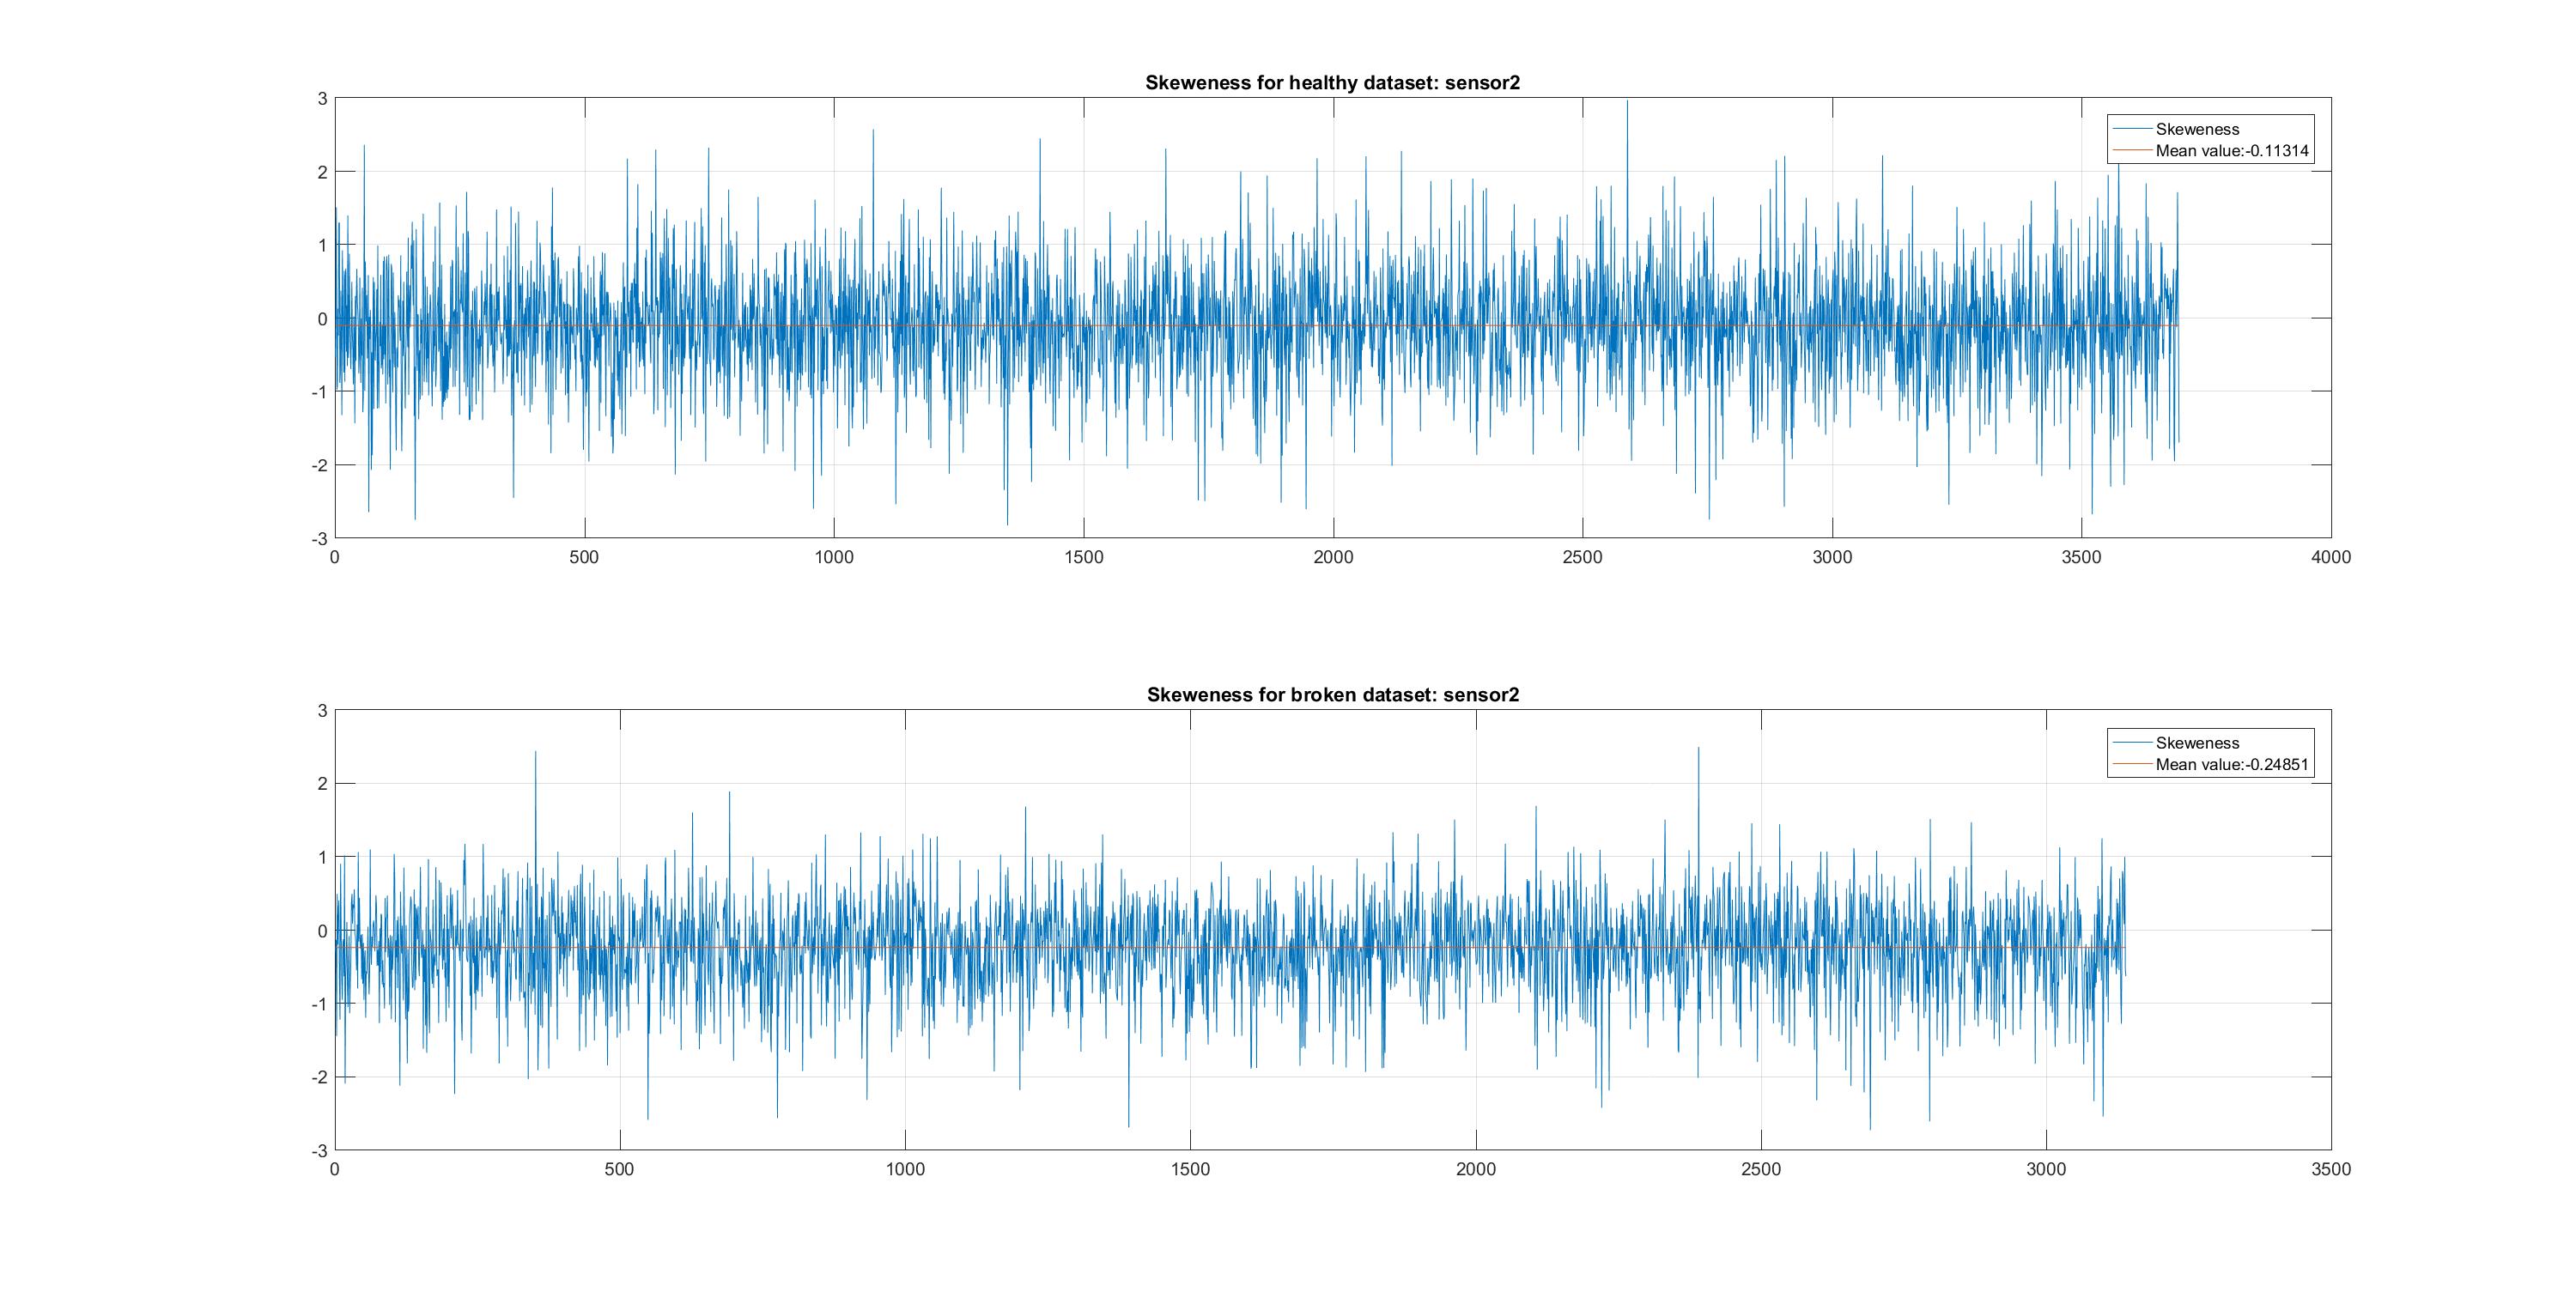 Skeweness for healthy dataset: sensor2
3
2
1
0
-1
-2
-3
Skeweness
Mean value:-0.11314
0 500 1000 1500 2000 2500 3000 3500 4000
Skeweness for broken dataset: sensor2
3
2
1
0
-1
-2
-3
Skeweness
Mean value:-0.24851
0 500 1000 1500 2000 2500 3000 3500